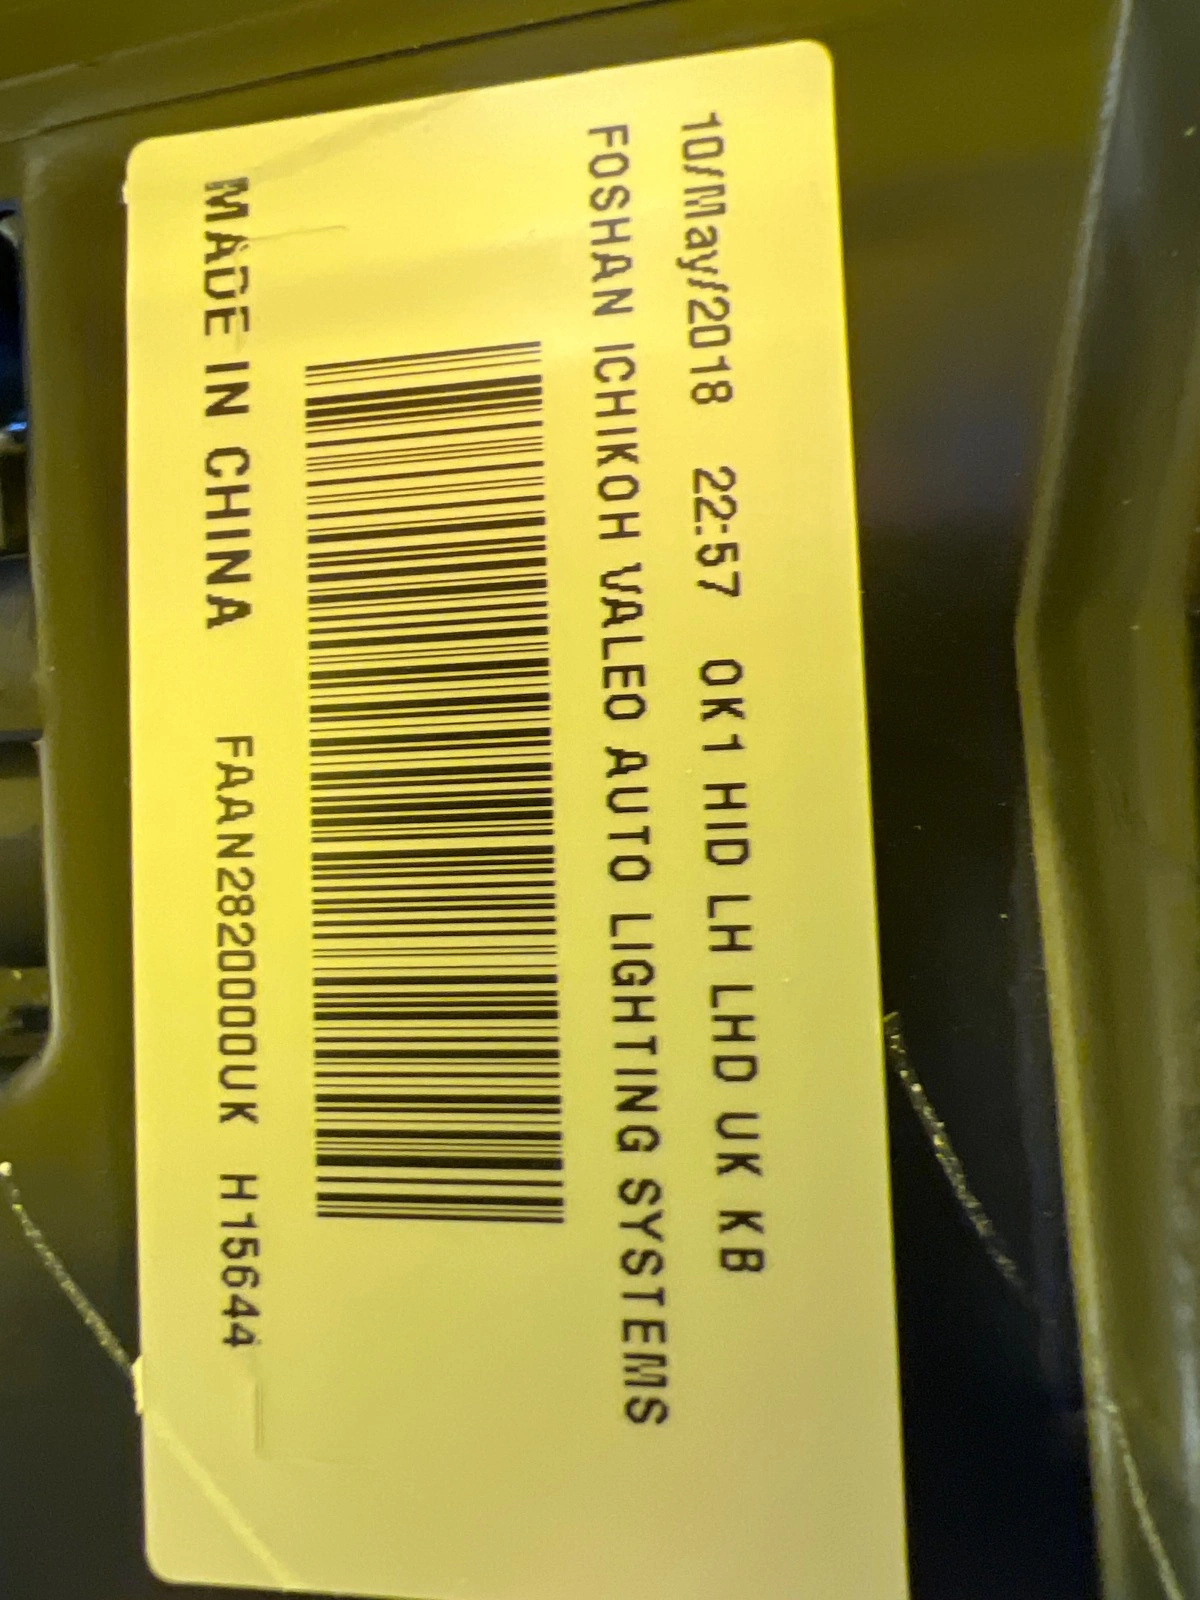 10/May/2018 22:57 OK1 HID LH LHD UK KB
FOSHAN ICHIKOH VALEO AUTO LIGHTING SYSTEMS
MADE IN CHINA FAAN2820000UK H15644